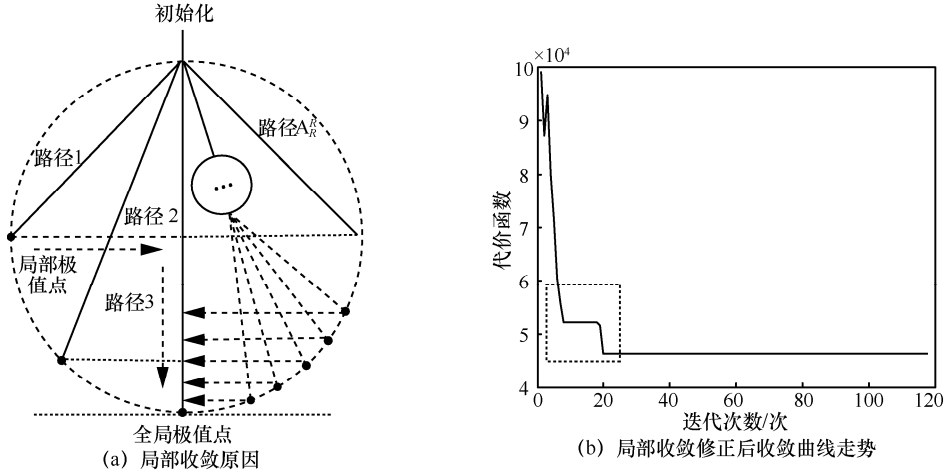 初始化
路径1
路径A_R^R
...
路径 2
局部极
值点
路径3
全局极值点
(a) 局部收敛原因
×10⁴
10
9
8
7
6
5
4
代价函数
0 20 40 60 80 100 120
迭代次数/次
(b) 局部收敛修正后收敛曲线走势